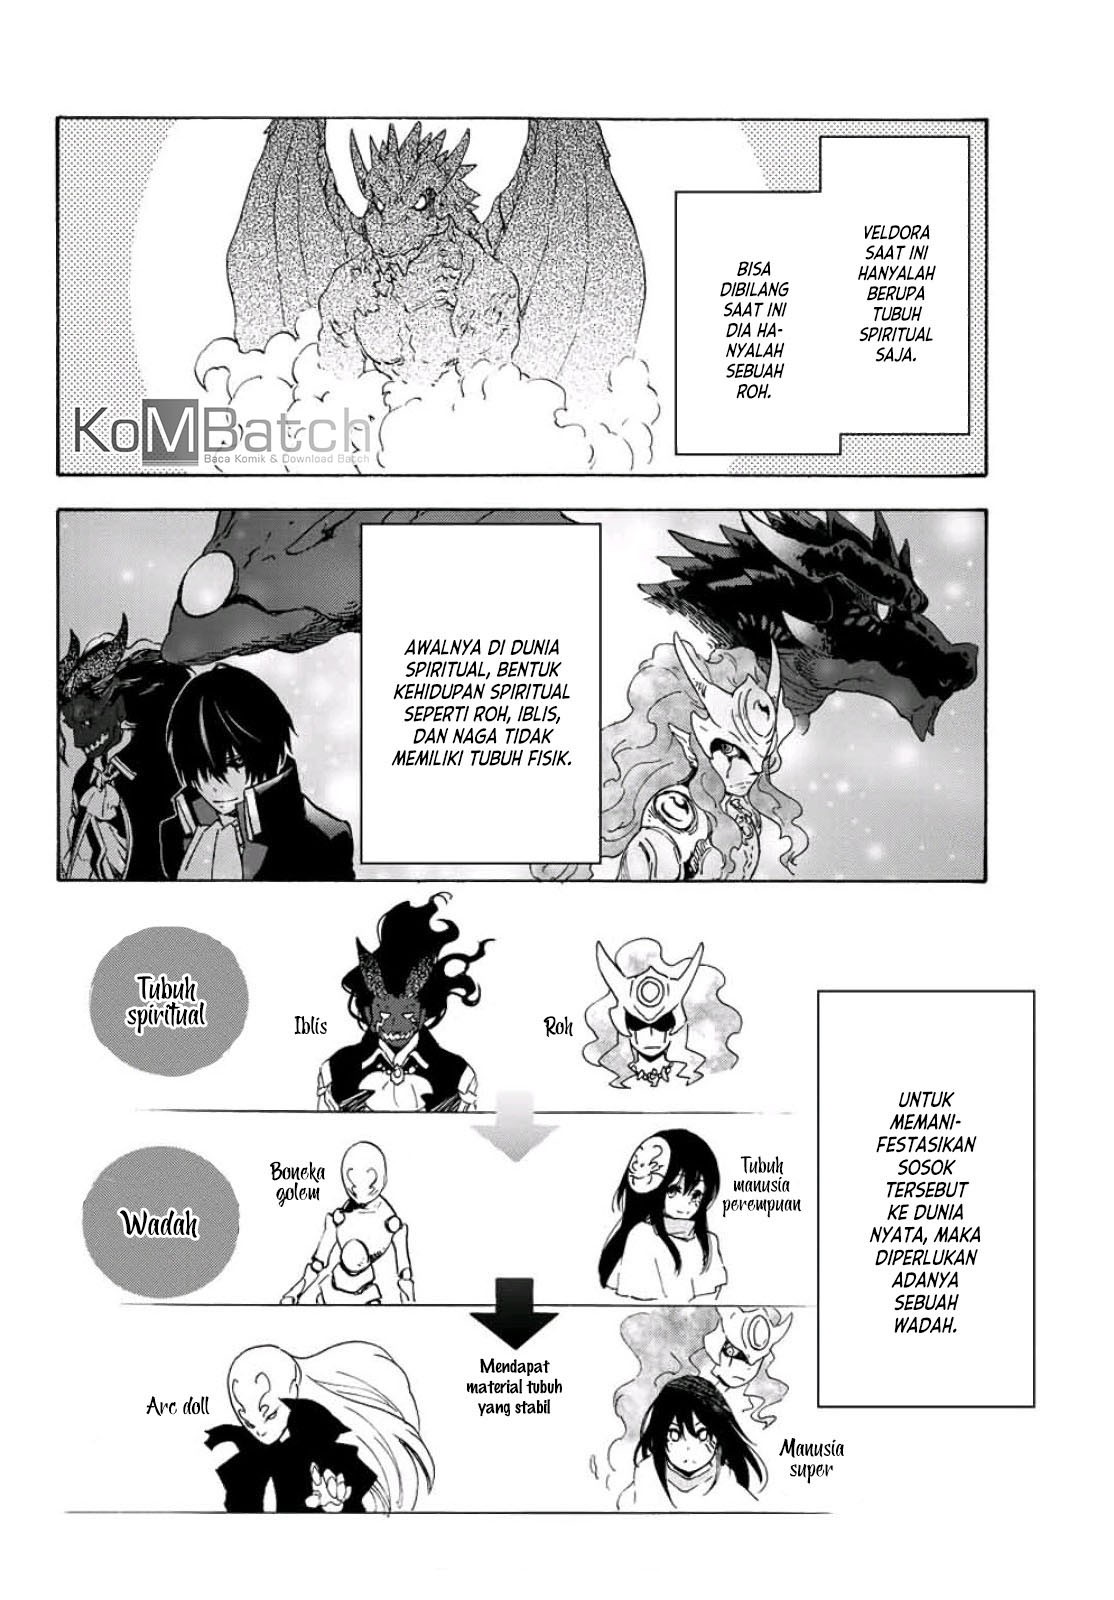 VELDORA
SAAT INI
HANYALAH
BERUPA
TUBUH
SPIRITUAL
SAJA.
BISA
DIBILANG
SAAT INI
DIA HA-
NYALAH
SEBUAH
ROH.
KoMBatch
Baca Komik & Download Batch
AWALNYA DI DUNIA
SPIRITUAL, BENTUK
KEHIDUPAN SPIRITUAL
SEPERTI ROH, IBLIS,
DAN NAGA TIDAK
MEMILIKI TUBUH FISIK.
UNTUK
MEMANI-
FESTASIKAN
SOSOK
TERSEBUT
KE DUNIA
NYATA, MAKA
DIPERLUKAN
ADANYA
SEBUAH
WADAH.
Tubuh
spiritual
Iblis
Roh
Wadah
Boneka
golem
Tubuh
manusia
perempuan
Arc doll
Mendapat
material tubuh
yang stabil
Manusia
super